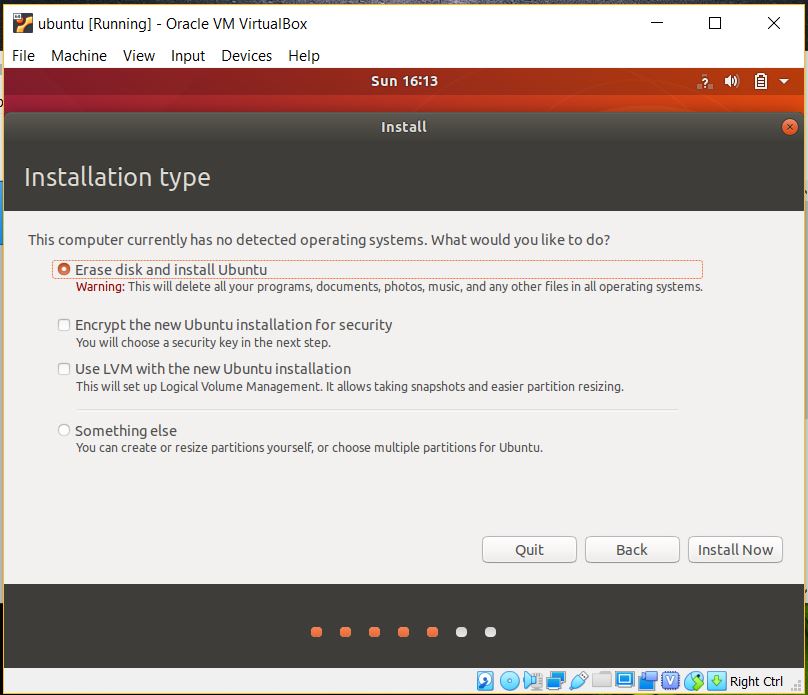 ubuntu [Running] - Oracle VM VirtualBox
File Machine View Input Devices Help
Sun 16:13
?
Install
Installation type
This computer currently has no detected operating systems. What would you like to do?
Erase disk and install Ubuntu
Warning: This will delete all your programs, documents, photos, music, and any other files in all operating systems.
Encrypt the new Ubuntu installation for security
You will choose a security key in the next step.
Use LVM with the new Ubuntu installation
This will set up Logical Volume Management. It allows taking snapshots and easier partition resizing.
Something else
You can create or resize partitions yourself, or choose multiple partitions for Ubuntu.
Quit Back Install Now
V Right Ctrl